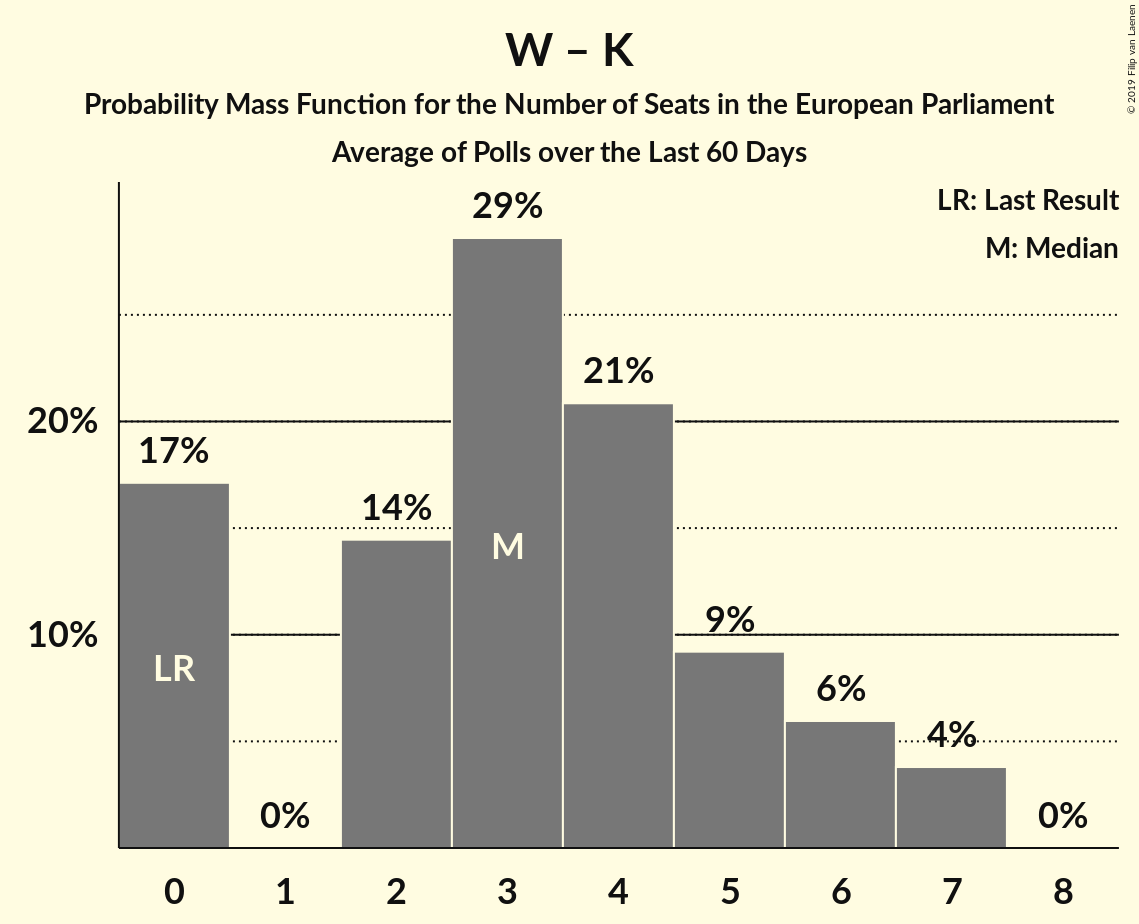 W – K
Probability Mass Function for the Number of Seats in the European Parliament
Average of Polls over the Last 60 Days
© 2019 Filip van Laenen
LR: Last Result
M: Median
29%
21%
20%
17%
14%
M
10%
9%
LR
6%
4%
0%
0%
0 1 2 3 4 5 6 7 8